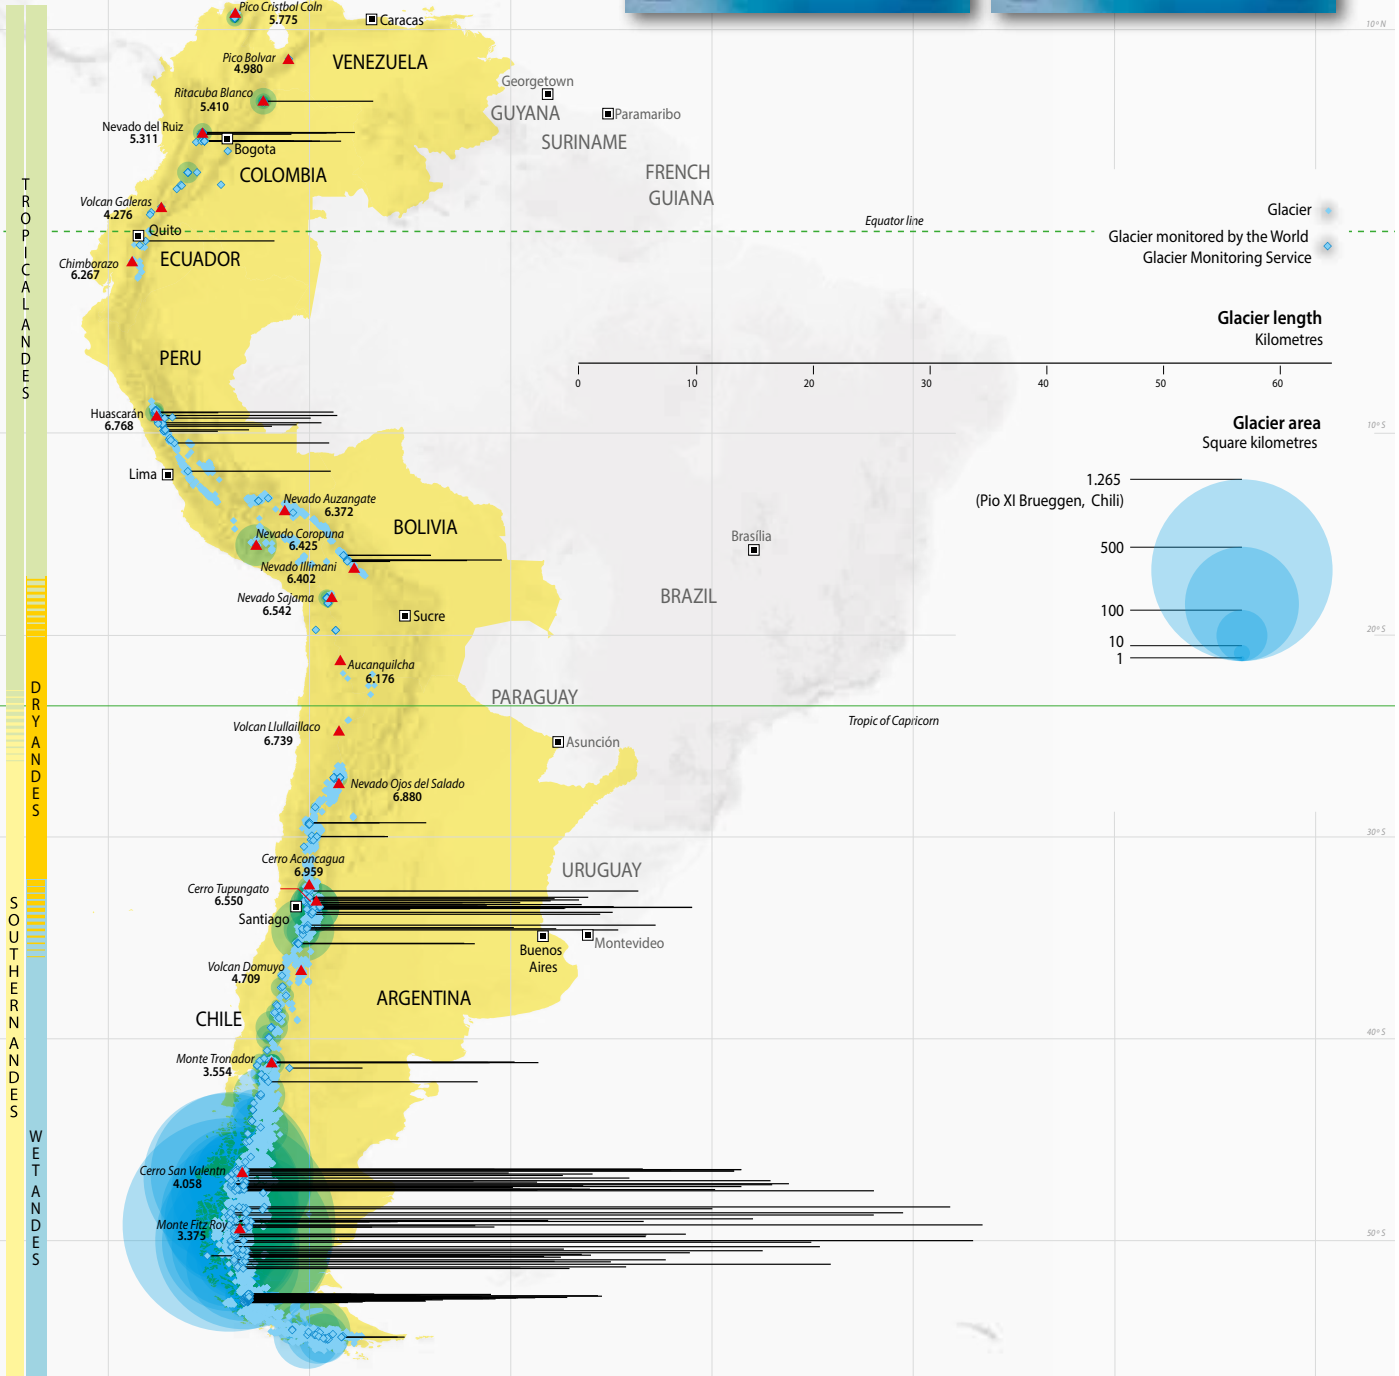 Pico Cristbol Coln
5.775
Caracas
10º N
Pico Bolvar
4.980
VENEZUELA
Georgetown
Ritacuba Blanco
5.410
GUYANA
Paramaribo
Nevado del Ruiz
5.311
Bogota
SURINAME
COLOMBIA
FRENCH
GUIANA
Volcan Galeras
4.276
Quito
Equator line
Glacier
Glacier monitored by the World
Glacier Monitoring Service
Chimborazo
6.267
ECUADOR
TROPICAL ANDES
Glacier length
Kilometres
0 10 20 30 40 50 60
PERU
Huascarán
6.768
Glacier area
Square kilometres
10º S
Lima
1.265
(Pio XI Brueggen, Chili)
500
100
10
1
Nevado Auzangate
6.372
BOLIVIA
Nevado Coropuna
6.425
Brasília
Nevado Illimani
6.402
Nevado Sajama
6.542
BRAZIL
Sucre
20º S
Aucanquilcha
6.176
DRY ANDES
PARAGUAY
Tropic of Capricorn
Volcan Llullaillaco
6.739
Asunción
Nevado Ojos del Salado
6.880
30º S
Cerro Aconcagua
6.959
URUGUAY
Cerro Tupungato
6.550
Santiago
Buenos
Aires
Montevideo
SOUTHERN ANDES
Volcan Domuyo
4.709
ARGENTINA
CHILE
40º S
Monte Tronador
3.554
WET ANDES
Cerro San Valentn
4.058
Monte Fitz Roy
3.375
50º S